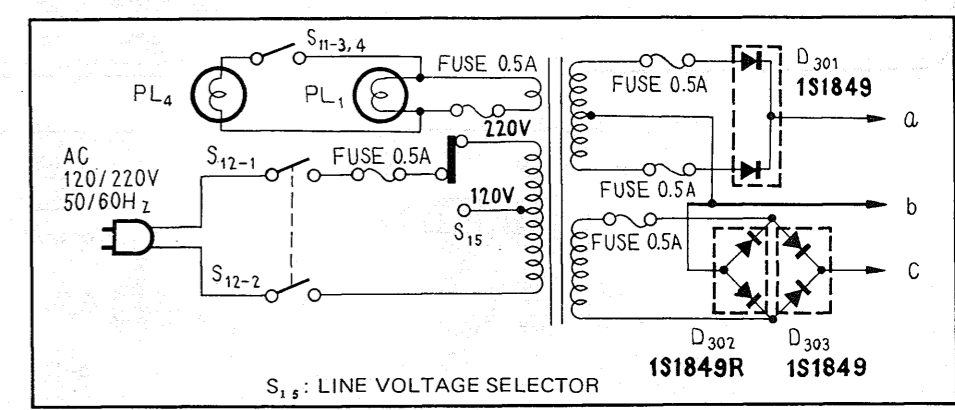 S11-3,4
FUSE 0.5A
D301
1S1849
PL4
PL1
FUSE 0.5A
a
220V
AC
120/220V
50/60Hz
S12-1
FUSE 0.5A
FUSE 0.5A
120V
S15
b
FUSE 0.5A
S12-2
C
D302
1S1849R
D303
1S1849
S15: LINE VOLTAGE SELECTOR